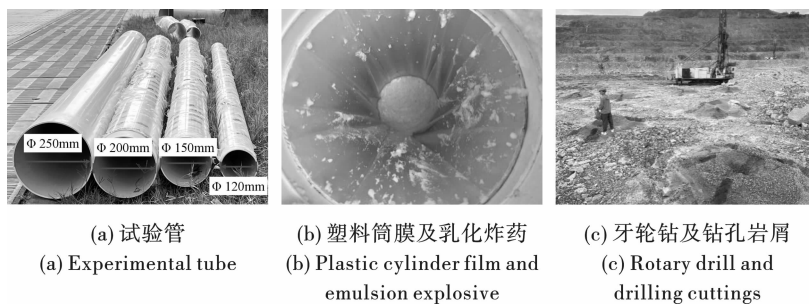 Φ 250mm
Φ 200mm
Φ 150mm
Φ 120mm
(a) 试验管
(a) Experimental tube
(b) 塑料筒膜及乳化炸药
(b) Plastic cylinder film and
emulsion explosive
(c) 牙轮钻及钻孔岩屑
(c) Rotary drill and
drilling cuttings